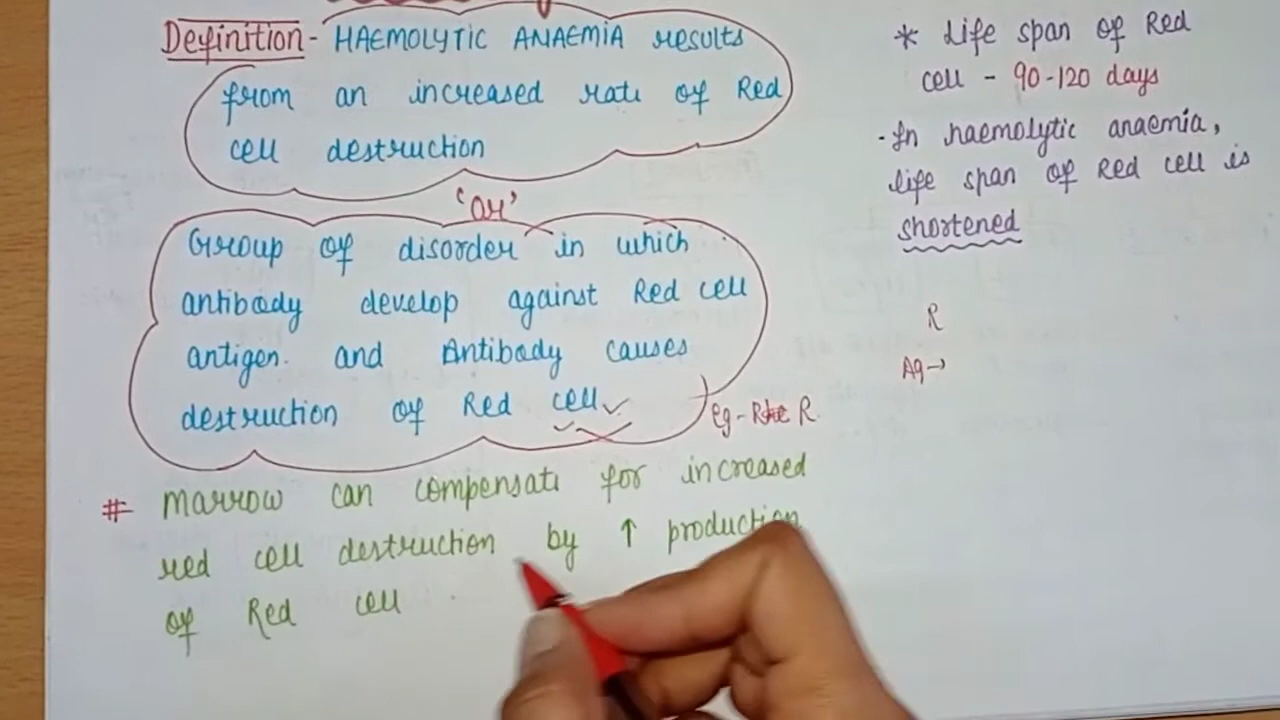 Definition - HAEMOLYTIC ANAEMIA results
from an increased rate of Red
cell destruction
'or'
Group of disorder in which
antibody develop against Red cell
antigen. and Antibody causes
destruction of Red cell
eg - R
# Marrow can compensate for increased
red cell destruction by ↑ production
of Red cell
* Life span of Red
cell - 90-120 days
- In haemolytic anaemia,
life span of Red cell is
shortened
R
Ag→